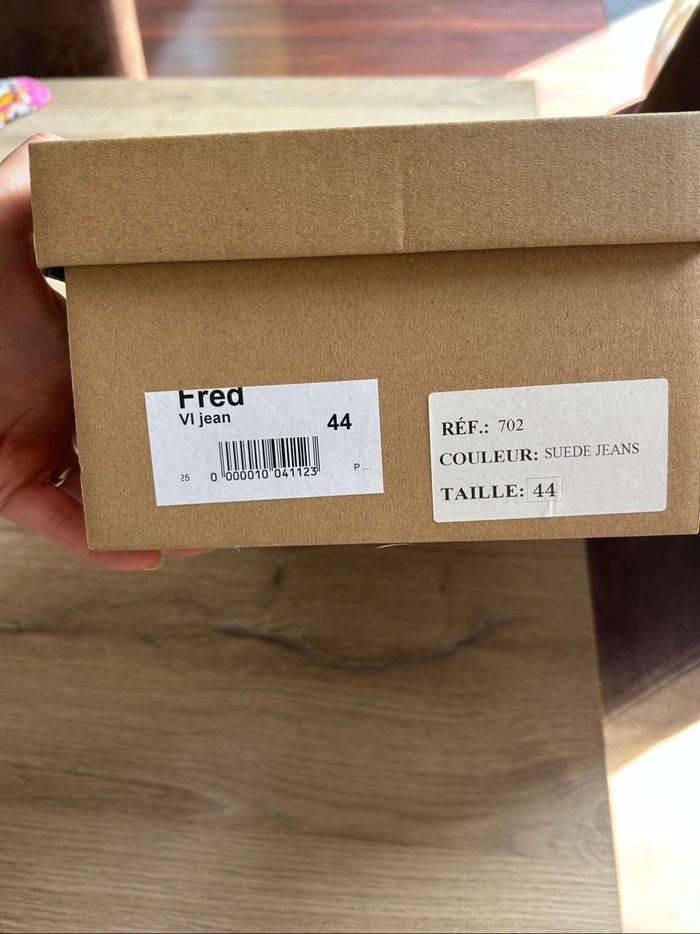 Fred
Vl jean
44
25
0 000010 041123
P ...
RÉF.: 702
COULEUR: SUEDE JEANS
TAILLE: 44